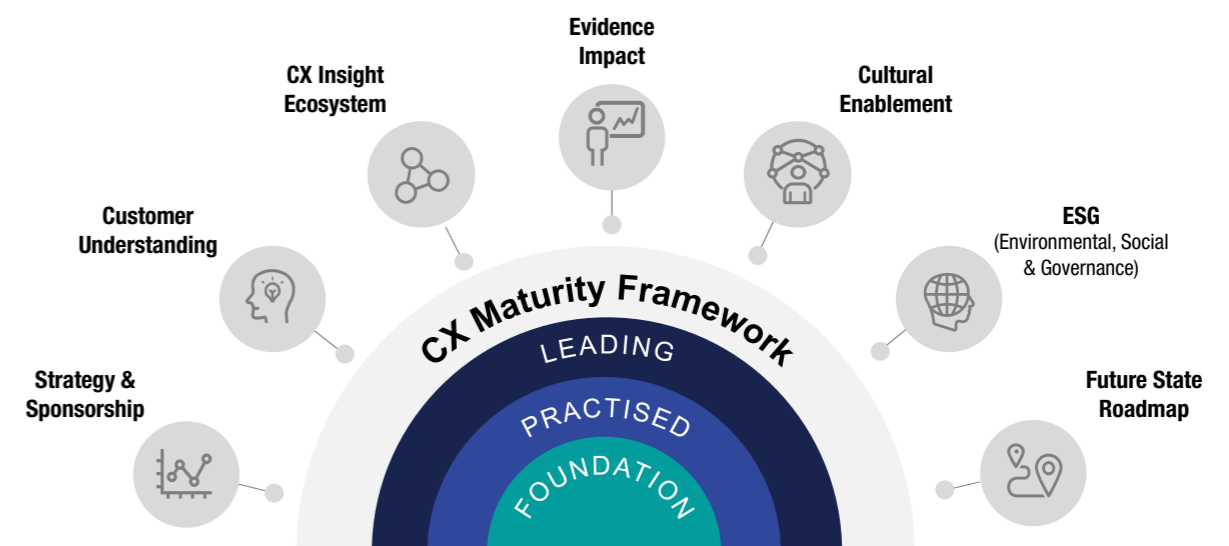 Evidence
Impact
CX Insight
Ecosystem
Cultural
Enablement
Customer
Understanding
ESG
(Environmental, Social
& Governance)
Strategy &
Sponsorship
Future State
Roadmap
CX Maturity Framework
LEADING
PRACTISED
FOUNDATION